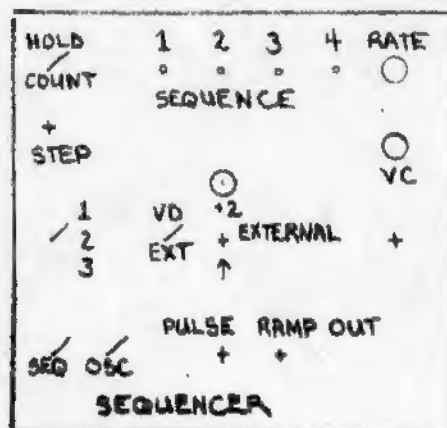 HOLD 1 2 3 4 RATE
COUNT
SEQUENCE
+
STEP
VC
1 VD +2
2 EXT + EXTERNAL +
3
PULSE RAMP OUT
+ +
SEQ OSC
SEQUENCER